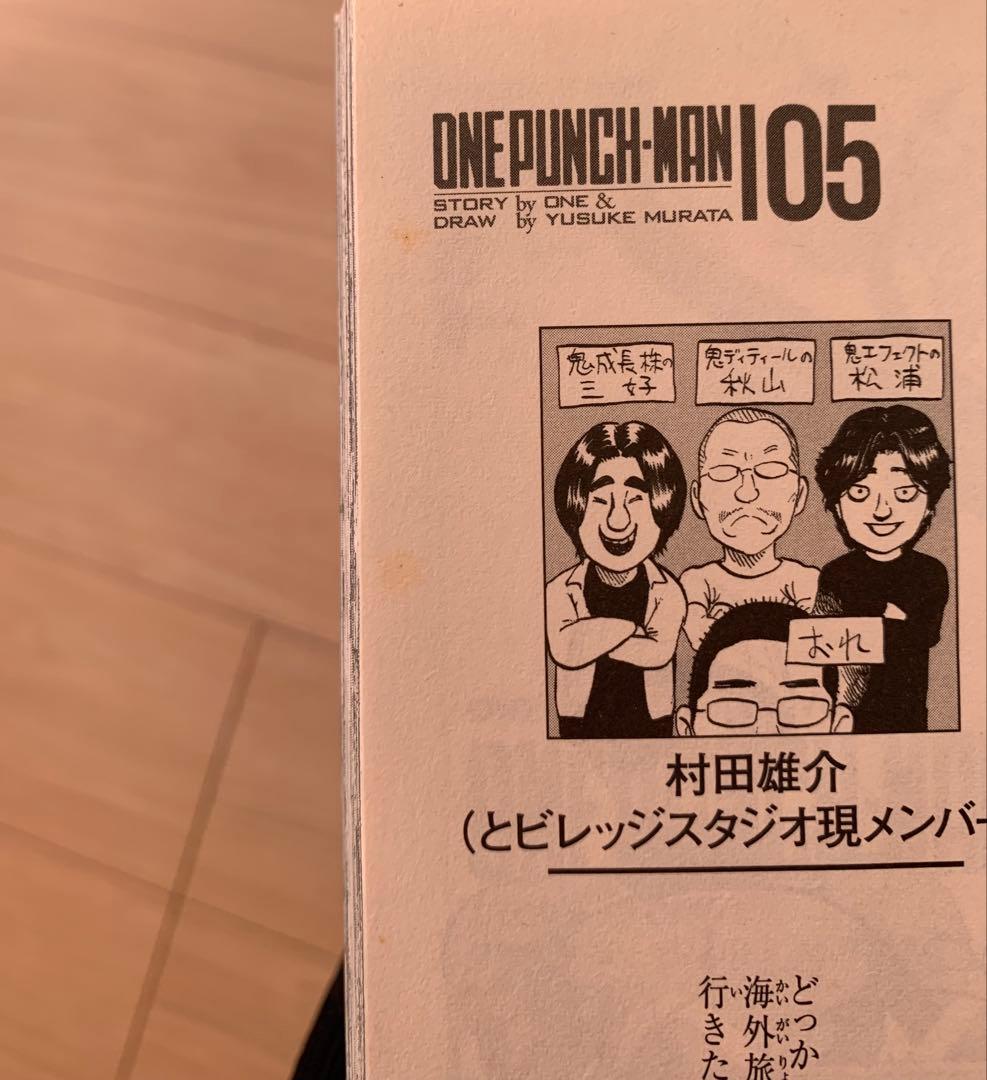 ONE PUNCH-MAN 105
STORY by ONE &
DRAW by YUSUKE MURATA
鬼成長株の
三好
鬼ディティールの
秋山
鬼エフェクトの
松浦
おれ
村田雄介
(とビレッジスタジオ現メンバー
どっか
海外旅
行きた